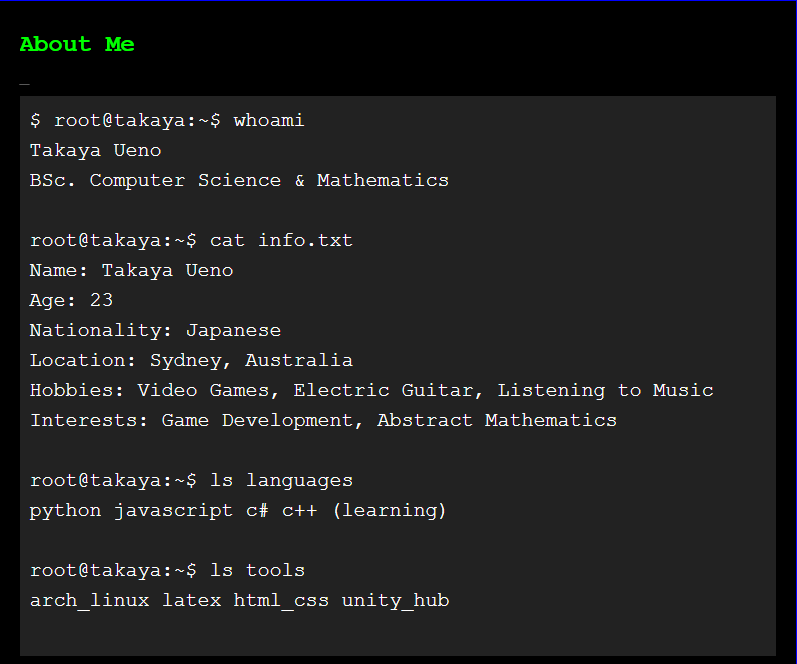 About Me
_
$ root@takaya:~$ whoami
Takaya Ueno
BSc. Computer Science & Mathematics
root@takaya:~$ cat info.txt
Name: Takaya Ueno
Age: 23
Nationality: Japanese
Location: Sydney, Australia
Hobbies: Video Games, Electric Guitar, Listening to Music
Interests: Game Development, Abstract Mathematics
root@takaya:~$ ls languages
python javascript c# c++ (learning)
root@takaya:~$ ls tools
arch_linux latex html_css unity_hub